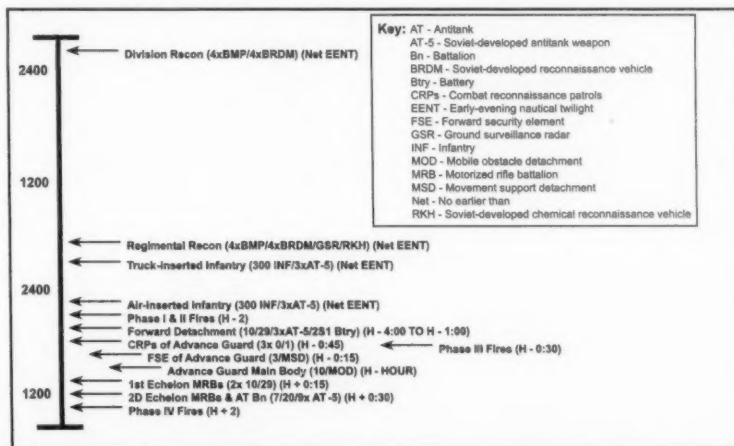 Key: AT - Antitank
AT-5 - Soviet-developed antitank weapon
Bn - Battalion
BRDM - Soviet-developed reconnaissance vehicle
Btry - Battery
CRPs - Combat reconnaissance patrols
EENT - Early-evening nautical twilight
FSE - Forward security element
GSR - Ground surveillance radar
INF - Infantry
MOD - Mobile obstacle detachment
MRB - Motorized rifle battalion
MSD - Movement support detachment
Net - No earlier than
RKH - Soviet-developed chemical reconnaissance vehicle
Division Recon (4xBMP/4xBRDM) (Net EENT)
2400
1200
Regimental Recon (4xBMP/4xBRDM/GSR/RKH) (Net EENT)
Truck-inserted Infantry (300 INF/3xAT-5) (Net EENT)
2400
Air-inserted Infantry (300 INF/3xAT-5) (Net EENT)
Phase I & II Fires (H - 2)
Forward Detachment (10/29/3xAT-5/2S1 Btry) (H - 4:00 TO H - 1:00)
CRPs of Advance Guard (3x 0/1) (H - 0:45)
Phase III Fires (H - 0:30)
FSE of Advance Guard (3/MSD) (H - 0:15)
Advance Guard Main Body (10/MOD) (H - HOUR)
1st Echelon MRBs (2x 10/29) (H + 0:15)
1200
2D Echelon MRBs & AT Bn (7/20/9x AT-5) (H + 0:30)
Phase IV Fires (H + 2)